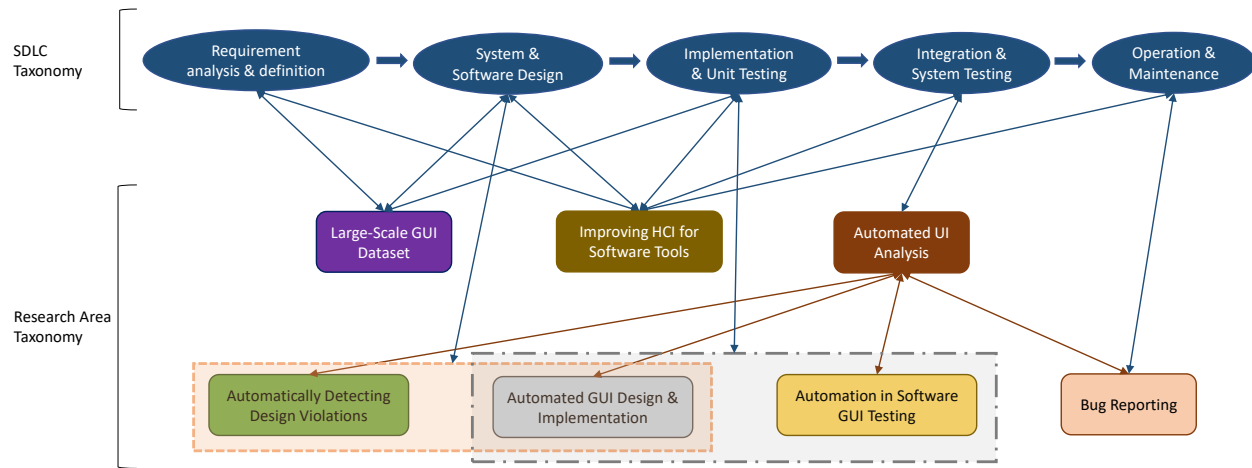 SDLC
Taxonomy
Requirement
analysis & definition
System &
Software Design
Implementation
& Unit Testing
Integration &
System Testing
Operation &
Maintenance
Large-Scale GUI
Dataset
Improving HCI for
Software Tools
Automated UI
Analysis
Research Area
Taxonomy
Automatically Detecting
Design Violations
Automated GUI Design &
Implementation
Automation in Software
GUI Testing
Bug Reporting